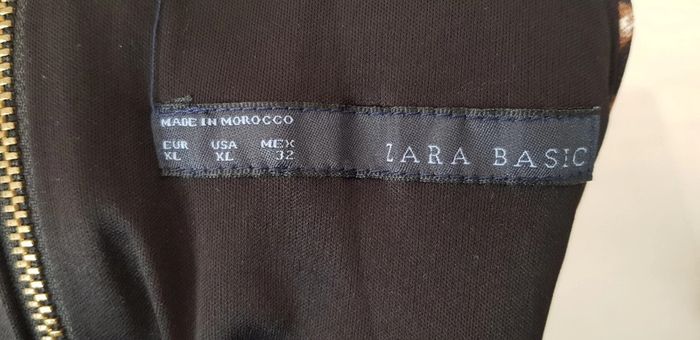 MADE IN MOROCCO
EUR USA MEX
XL XL 32
ZARA BASIC